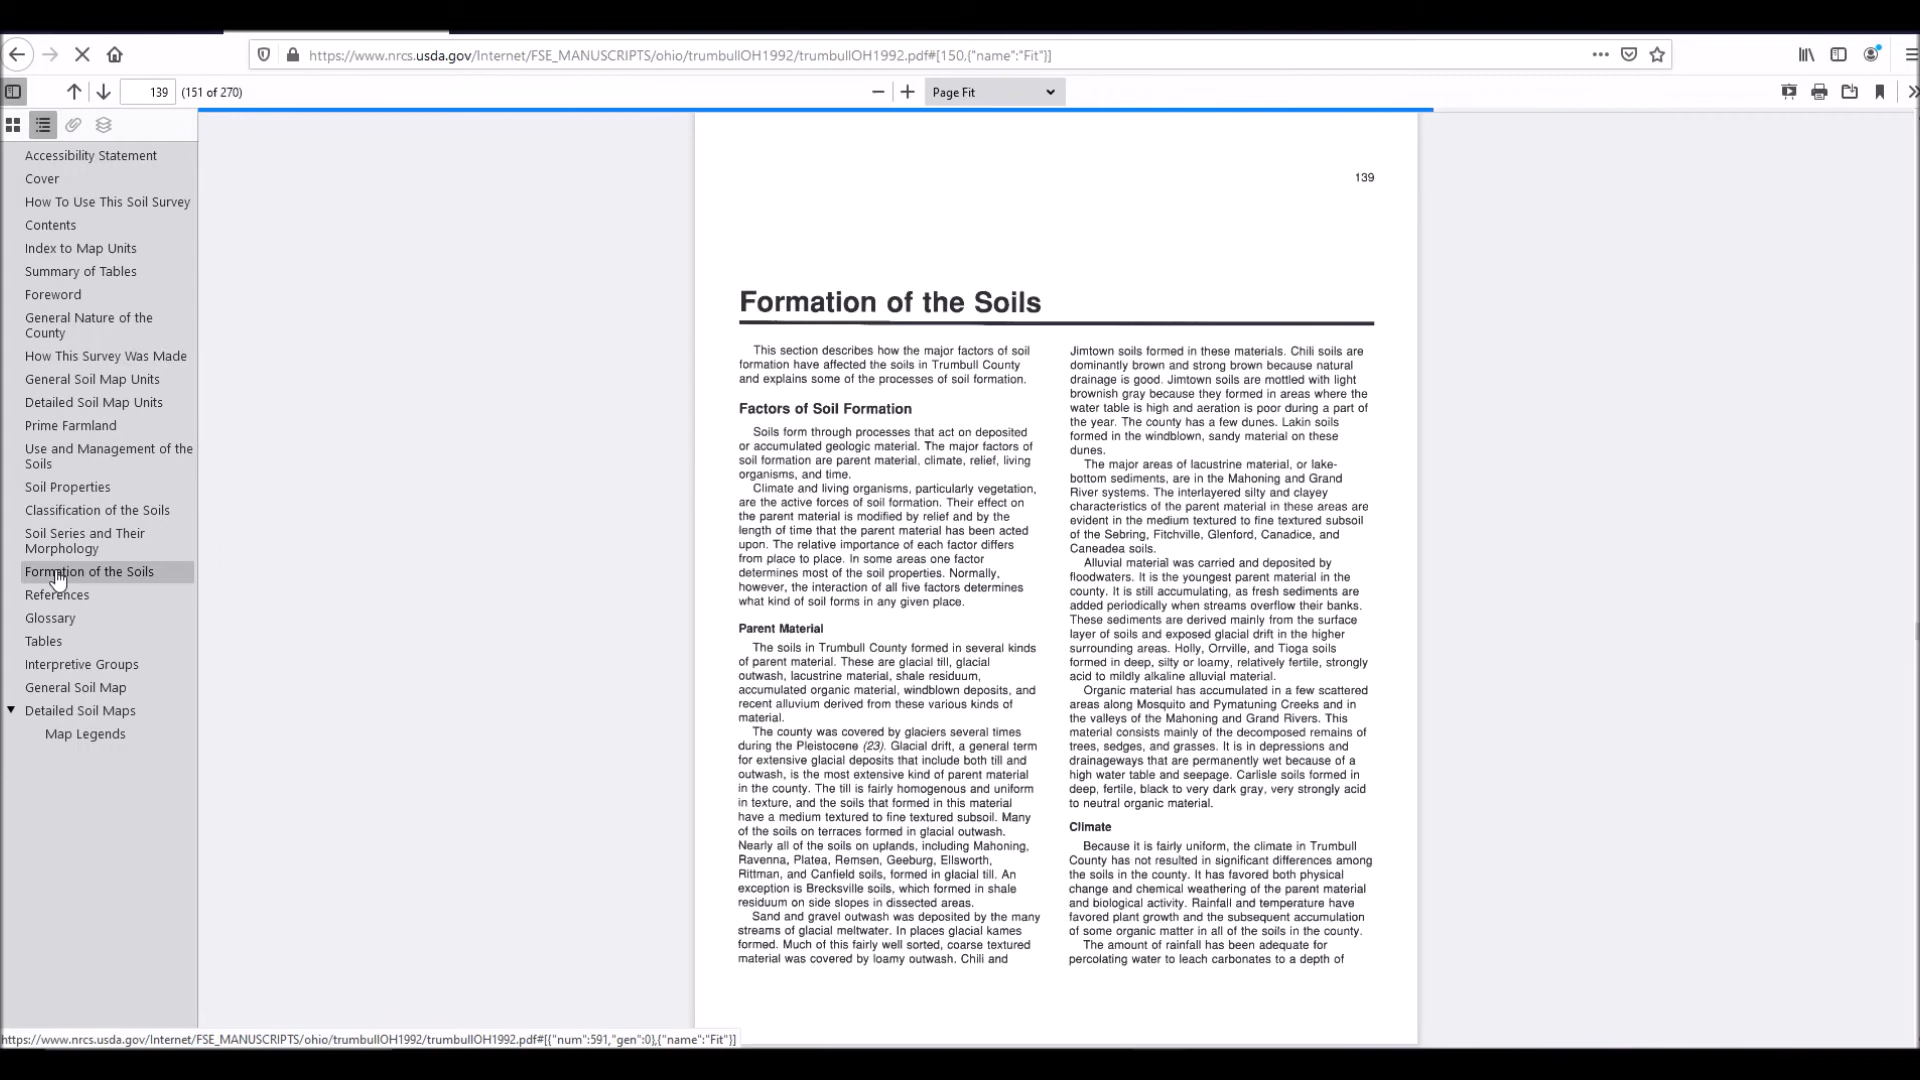 https://www.nrcs.usda.gov/Internet/FSE_MANUSCRIPTS/ohio/trumbullOH1992/trumbullOH1992.pdf#[150,{"name":"Fit"}]
139 (151 of 270)
Page Fit
Accessibility Statement
Cover
How To Use This Soil Survey
Contents
Index to Map Units
Summary of Tables
Foreword
General Nature of the
County
How This Survey Was Made
General Soil Map Units
Detailed Soil Map Units
Prime Farmland
Use and Management of the
Soils
Soil Properties
Classification of the Soils
Soil Series and Their
Morphology
Formation of the Soils
References
Glossary
Tables
Interpretive Groups
General Soil Map
Detailed Soil Maps
Map Legends
139
Formation of the Soils
This section describes how the major factors of soil
formation have affected the soils in Trumbull County
and explains some of the processes of soil formation.
Factors of Soil Formation
Soils form through processes that act on deposited
or accumulated geologic material. The major factors of
soil formation are parent material, climate, relief, living
organisms, and time.
Climate and living organisms, particularly vegetation,
are the active forces of soil formation. Their effect on
the parent material is modified by relief and by the
length of time that the parent material has been acted
upon. The relative importance of each factor differs
from place to place. In some areas one factor
determines most of the soil properties. Normally,
however, the interaction of all five factors determines
what kind of soil forms in any given place.
Parent Material
The soils in Trumbull County formed in several kinds
of parent material. These are glacial till, glacial
outwash, lacustrine material, shale residuum,
accumulated organic material, windblown deposits, and
recent alluvium derived from these various kinds of
material.
The county was covered by glaciers several times
during the Pleistocene (23). Glacial drift, a general term
for extensive glacial deposits that include both till and
outwash, is the most extensive kind of parent material
in the county. The till is fairly homogenous and uniform
in texture, and the soils that formed in this material
have a medium textured to fine textured subsoil. Many
of the soils on terraces formed in glacial outwash.
Nearly all of the soils on uplands, including Mahoning,
Ravenna, Platea, Remsen, Geeburg, Ellsworth,
Rittman, and Canfield soils, formed in glacial till. An
exception is Brecksville soils, which formed in shale
residuum on side slopes in dissected areas.
Sand and gravel outwash was deposited by the many
streams of glacial meltwater. In places glacial kames
formed. Much of this fairly well sorted, coarse textured
material was covered by loamy outwash. Chili and
Jimtown soils formed in these materials. Chili soils are
dominantly brown and strong brown because natural
drainage is good. Jimtown soils are mottled with light
brownish gray because they formed in areas where the
water table is high and aeration is poor during a part of
the year. The county has a few dunes. Lakin soils
formed in the windblown, sandy material on these
dunes.
The major areas of lacustrine material, or lake-
bottom sediments, are in the Mahoning and Grand
River systems. The interlayered silty and clayey
characteristics of the parent material in these areas are
evident in the medium textured to fine textured subsoil
of the Sebring, Fitchville, Glenford, Canadice, and
Caneadea soils.
Alluvial material was carried and deposited by
floodwaters. It is the youngest parent material in the
county. It is still accumulating, as fresh sediments are
added periodically when streams overflow their banks.
These sediments are derived mainly from the surface
layer of soils and exposed glacial drift in the higher
surrounding areas. Holly, Orrville, and Tioga soils
formed in deep, silty or loamy, relatively fertile, strongly
acid to mildly alkaline alluvial material.
Organic material has accumulated in a few scattered
areas along Mosquito and Pymatuning Creeks and in
the valleys of the Mahoning and Grand Rivers. This
material consists mainly of the decomposed remains of
trees, sedges, and grasses. It is in depressions and
drainageways that are permanently wet because of a
high water table and seepage. Carlisle soils formed in
deep, fertile, black to very dark gray, very strongly acid
to neutral organic material.
Climate
Because it is fairly uniform, the climate in Trumbull
County has not resulted in significant differences among
the soils in the county. It has favored both physical
change and chemical weathering of the parent material
and biological activity. Rainfall and temperature have
favored plant growth and the subsequent accumulation
of some organic matter in all of the soils in the county.
The amount of rainfall has been adequate for
percolating water to leach carbonates to a depth of
https://www.nrcs.usda.gov/Internet/FSE_MANUSCRIPTS/ohio/trumbullOH1992/trumbullOH1992.pdf#[{"num":591,"gen":0},{"name":"Fit"}]